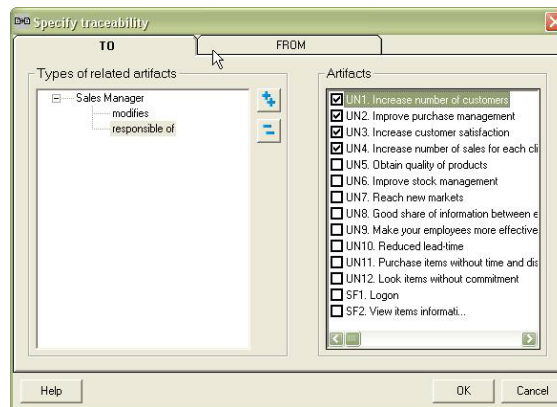 Specify traceability
TO
FROM
Types of related artifacts
Sales Manager
modifies
responsible of
Artifacts
UN1. Increase number of customers
UN2. Improve purchase management
UN3. Increase customer satisfaction
UN4. Increase number of sales for each cli
UN5. Obtain quality of products
UN6. Improve stock management
UN7. Reach new markets
UN8. Good share of information between e
UN9. Make your employees more effective
UN10. Reduced lead-time
UN11. Purchase items without time and dis
UN12. Look items without commitment
SF1. Logon
SF2. View items informati...
Help
OK
Cancel